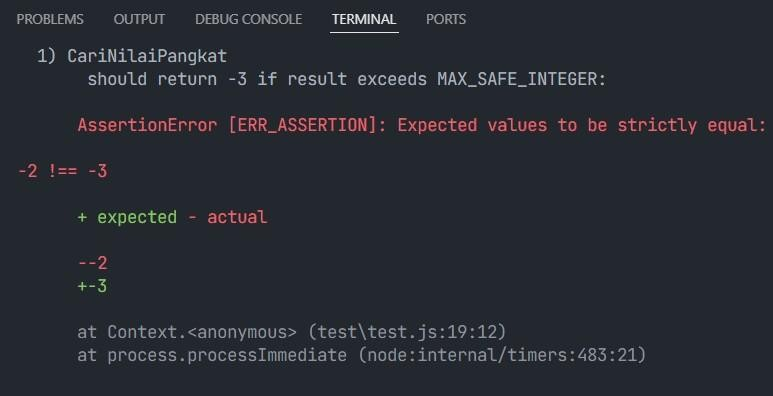 PROBLEMS OUTPUT DEBUG CONSOLE TERMINAL PORTS
1) CariNilaiPangkat
should return -3 if result exceeds MAX_SAFE_INTEGER:
AssertionError [ERR_ASSERTION]: Expected values to be strictly equal:
-2 !== -3
+ expected - actual
--2
+-3
at Context.<anonymous> (test\test.js:19:12)
at process.processImmediate (node:internal/timers:483:21)